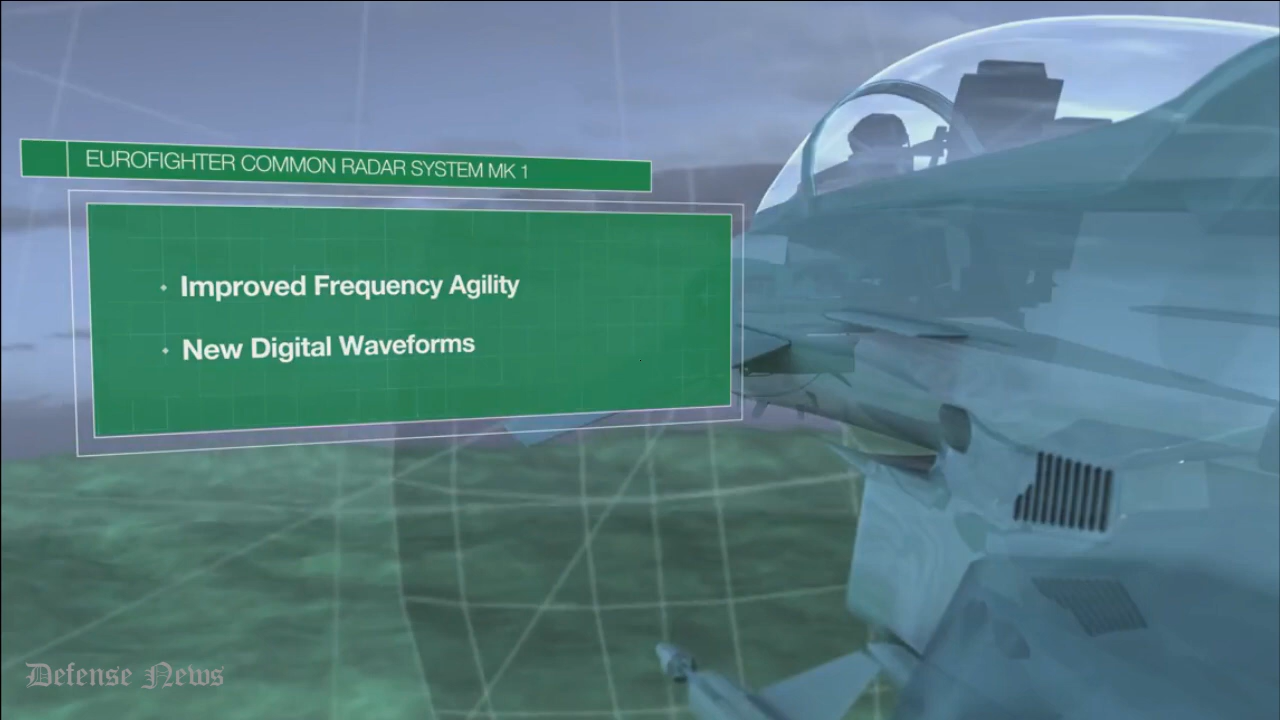 EUROFIGHTER COMMON RADAR SYSTEM MK 1
Improved Frequency Agility
New Digital Waveforms
Defense News